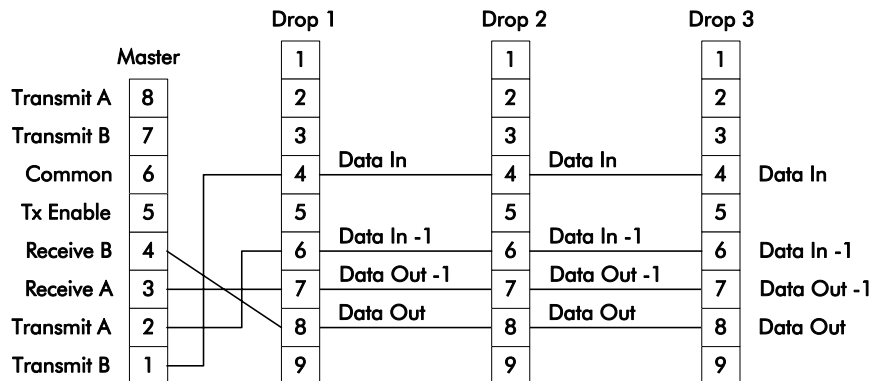 Drop 1 Drop 2 Drop 3
Master 1 1 1
Transmit A 8 2 2 2
Transmit B 7 3 3 3
Common 6 4 Data In 4 Data In 4 Data In
Tx Enable 5 5 5 5
Receive B 4 6 Data In -1 6 Data In -1 6 Data In -1
Receive A 3 7 Data Out -1 7 Data Out -1 7 Data Out -1
Transmit A 2 8 Data Out 8 Data Out 8 Data Out
Transmit B 1 9 9 9